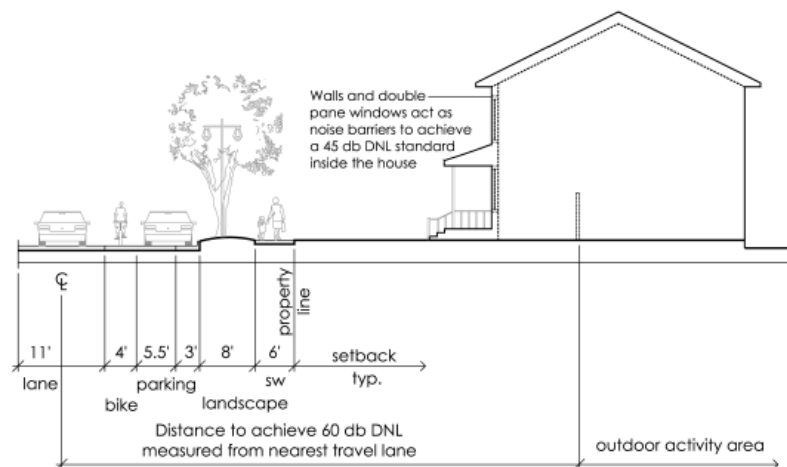 Walls and double
pane windows act as
noise barriers to achieve
a 45 db DNL standard
inside the house
℄
property
line
11' 4' 5.5' 3' 8' 6' setback
lane parking sw typ.
bike landscape
Distance to achieve 60 db DNL
measured from nearest travel lane
outdoor activity area